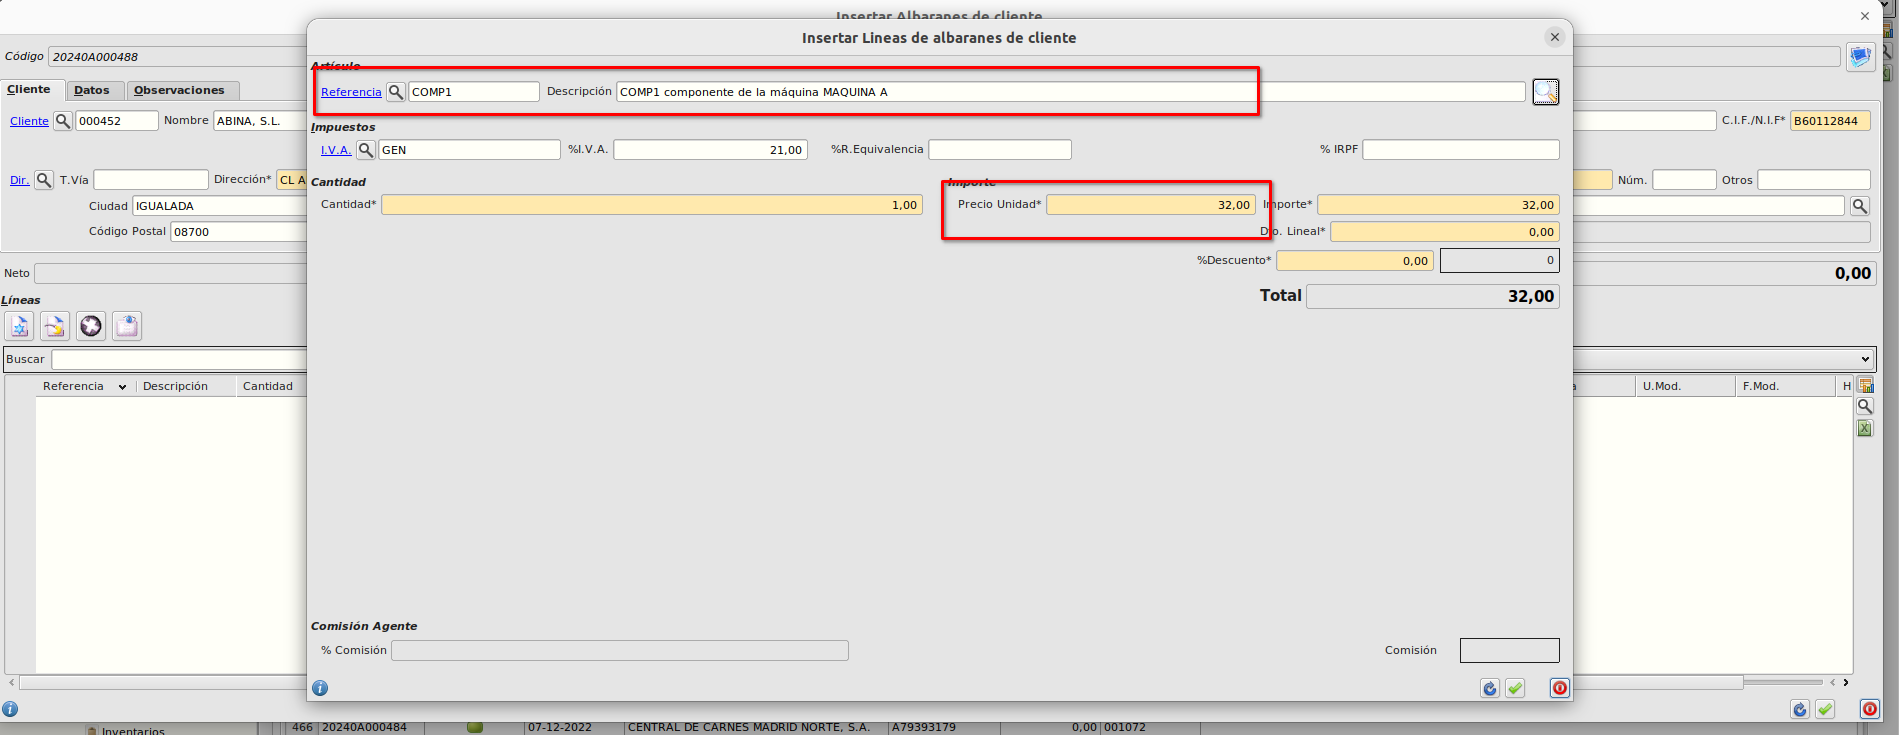 Insertar Albaranes de cliente
Insertar Lineas de albaranes de cliente
Código 20240A000488
Artículo
Cliente Datos Observaciones
Referencia COMP1 Descripción COMP1 componente de la máquina MAQUINA A
Cliente 000452 Nombre ABINA, S.L. C.I.F./N.I.F* B60112844
Impuestos
I.V.A. GEN %I.V.A. 21,00 %R.Equivalencia % IRPF
Dir. T.Vía Dirección* CL A Núm. Otros
Cantidad Importe
Ciudad IGUALADA
Cantidad* 1,00 Precio Unidad* 32,00 Importe* 32,00
Código Postal 08700
Dto. Lineal* 0,00
%Descuento* 0,00 0
Neto 0,00
Total 32,00
Líneas
Buscar
Referencia Descripción Cantidad U.Mod. F.Mod. H
Comisión Agente
% Comisión Comisión
Inventarios 466 20240A000484 07-12-2022 CENTRAL DE CARNES MADRID NORTE, S.A. A79393179 0,00 001072